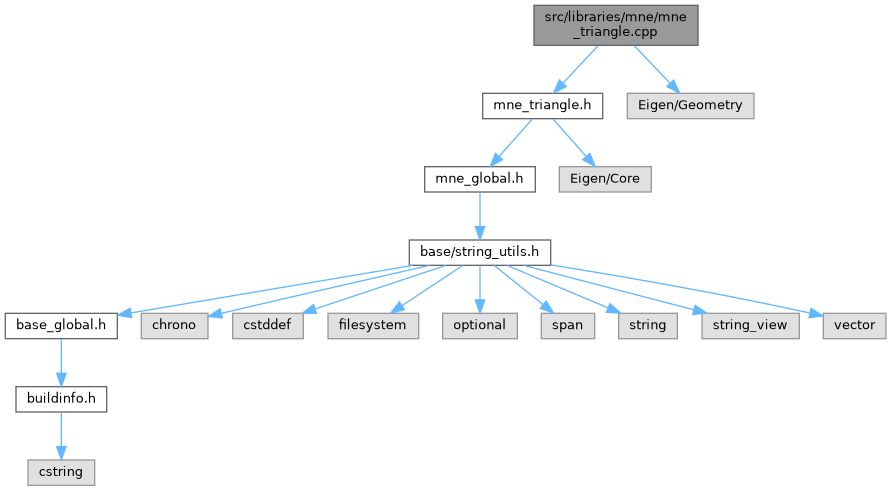 src/libraries/mne/mne
_triangle.cpp
mne_triangle.h
Eigen/Geometry
mne_global.h
Eigen/Core
base/string_utils.h
base_global.h
chrono
cstddef
filesystem
optional
span
string
string_view
vector
buildinfo.h
cstring